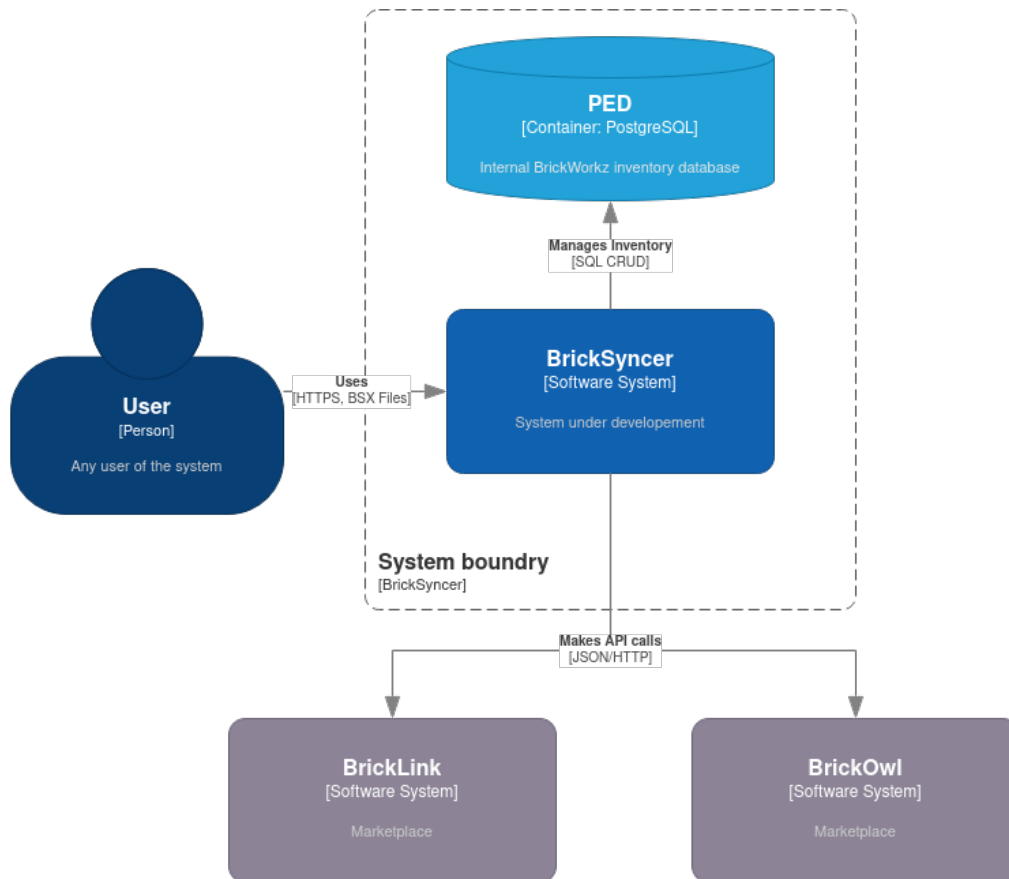 PED
[Container: PostgreSQL]
Internal BrickWorkz inventory database
Manages Inventory
[SQL CRUD]
BrickSyncer
[Software System]
System under developement
Uses
[HTTPS, BSX Files]
User
[Person]
Any user of the system
System boundry
[BrickSyncer]
Makes API calls
[JSON/HTTP]
BrickLink
[Software System]
Marketplace
BrickOwl
[Software System]
Marketplace